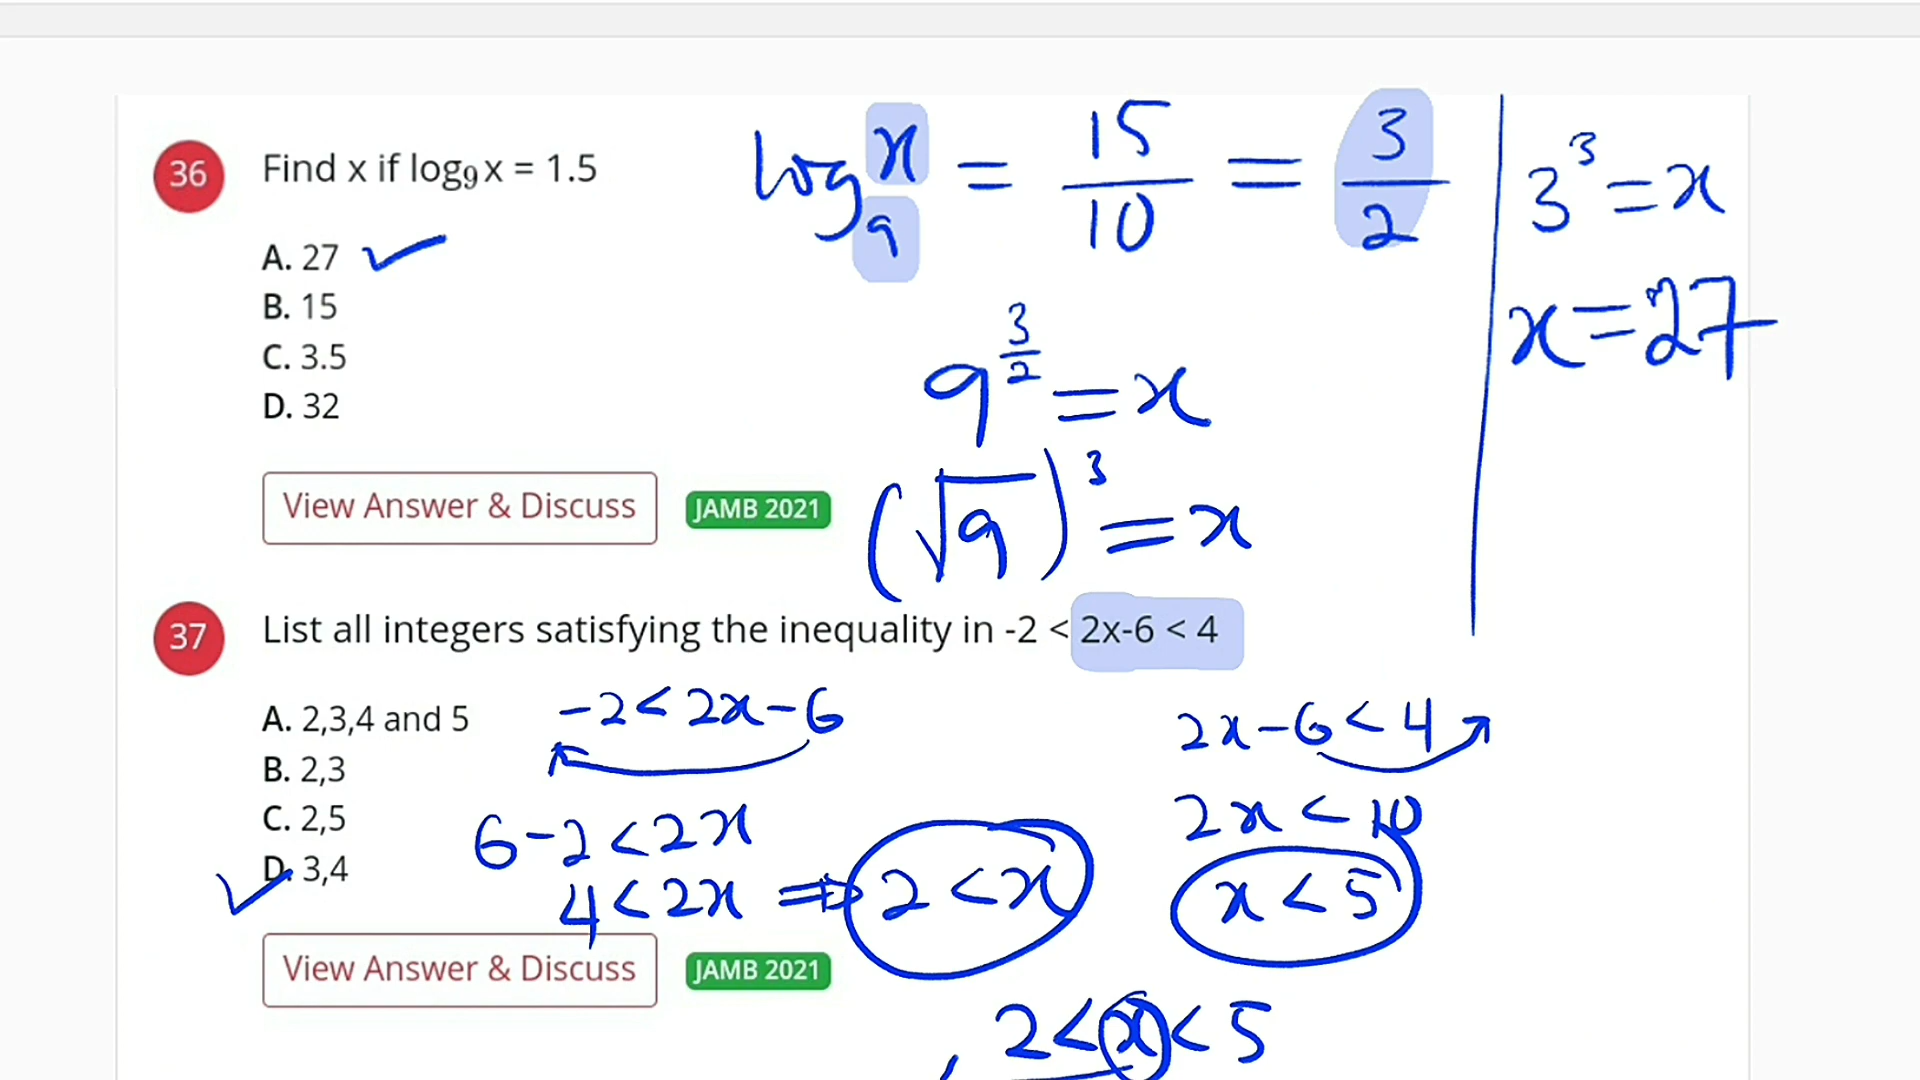 36 Find x if log₉x = 1.5
A. 27 ✓
B. 15
C. 3.5
D. 32
View Answer & Discuss JAMB 2021
log₉ x = 15/10 = 3/2
9^(3/2) = x
(√9)³ = x
3³ = x
x = 27
37 List all integers satisfying the inequality in -2 < 2x-6 < 4
A. 2,3,4 and 5
B. 2,3
C. 2,5
✓ D. 3,4
View Answer & Discuss JAMB 2021
-2 < 2x - 6
6 - 2 < 2x
4 < 2x ⇒ 2 < x
2x - 6 < 4
2x < 10
x < 5
2 < x < 5